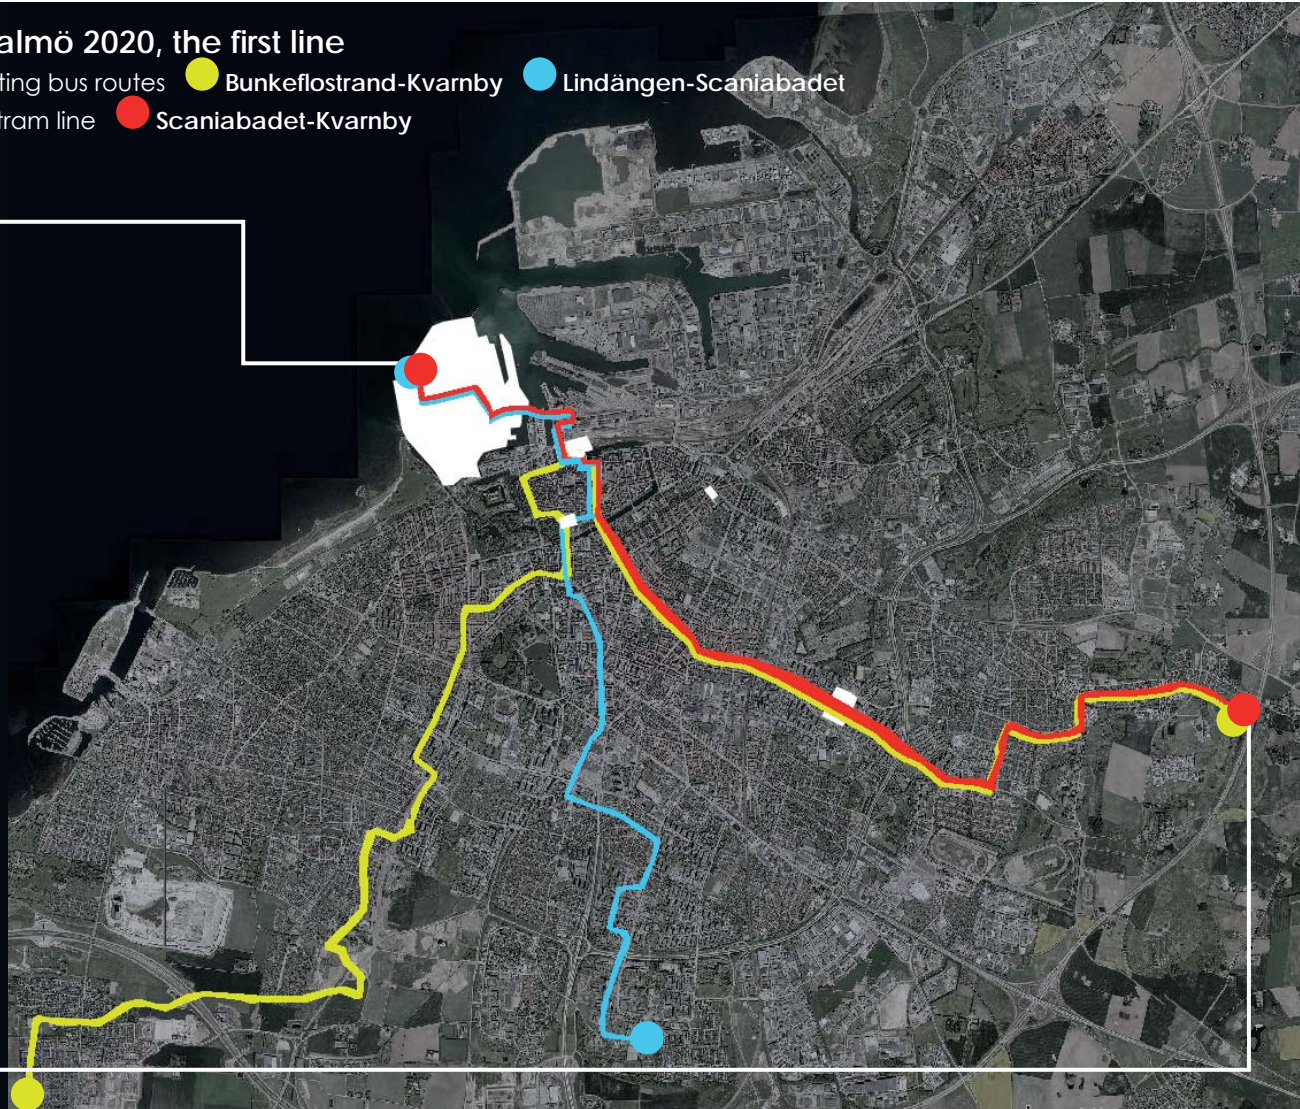 almö 2020, the first line
ting bus routes Bunkeflostrand-Kvarnby Lindängen-Scaniabadet
tram line Scaniabadet-Kvarnby